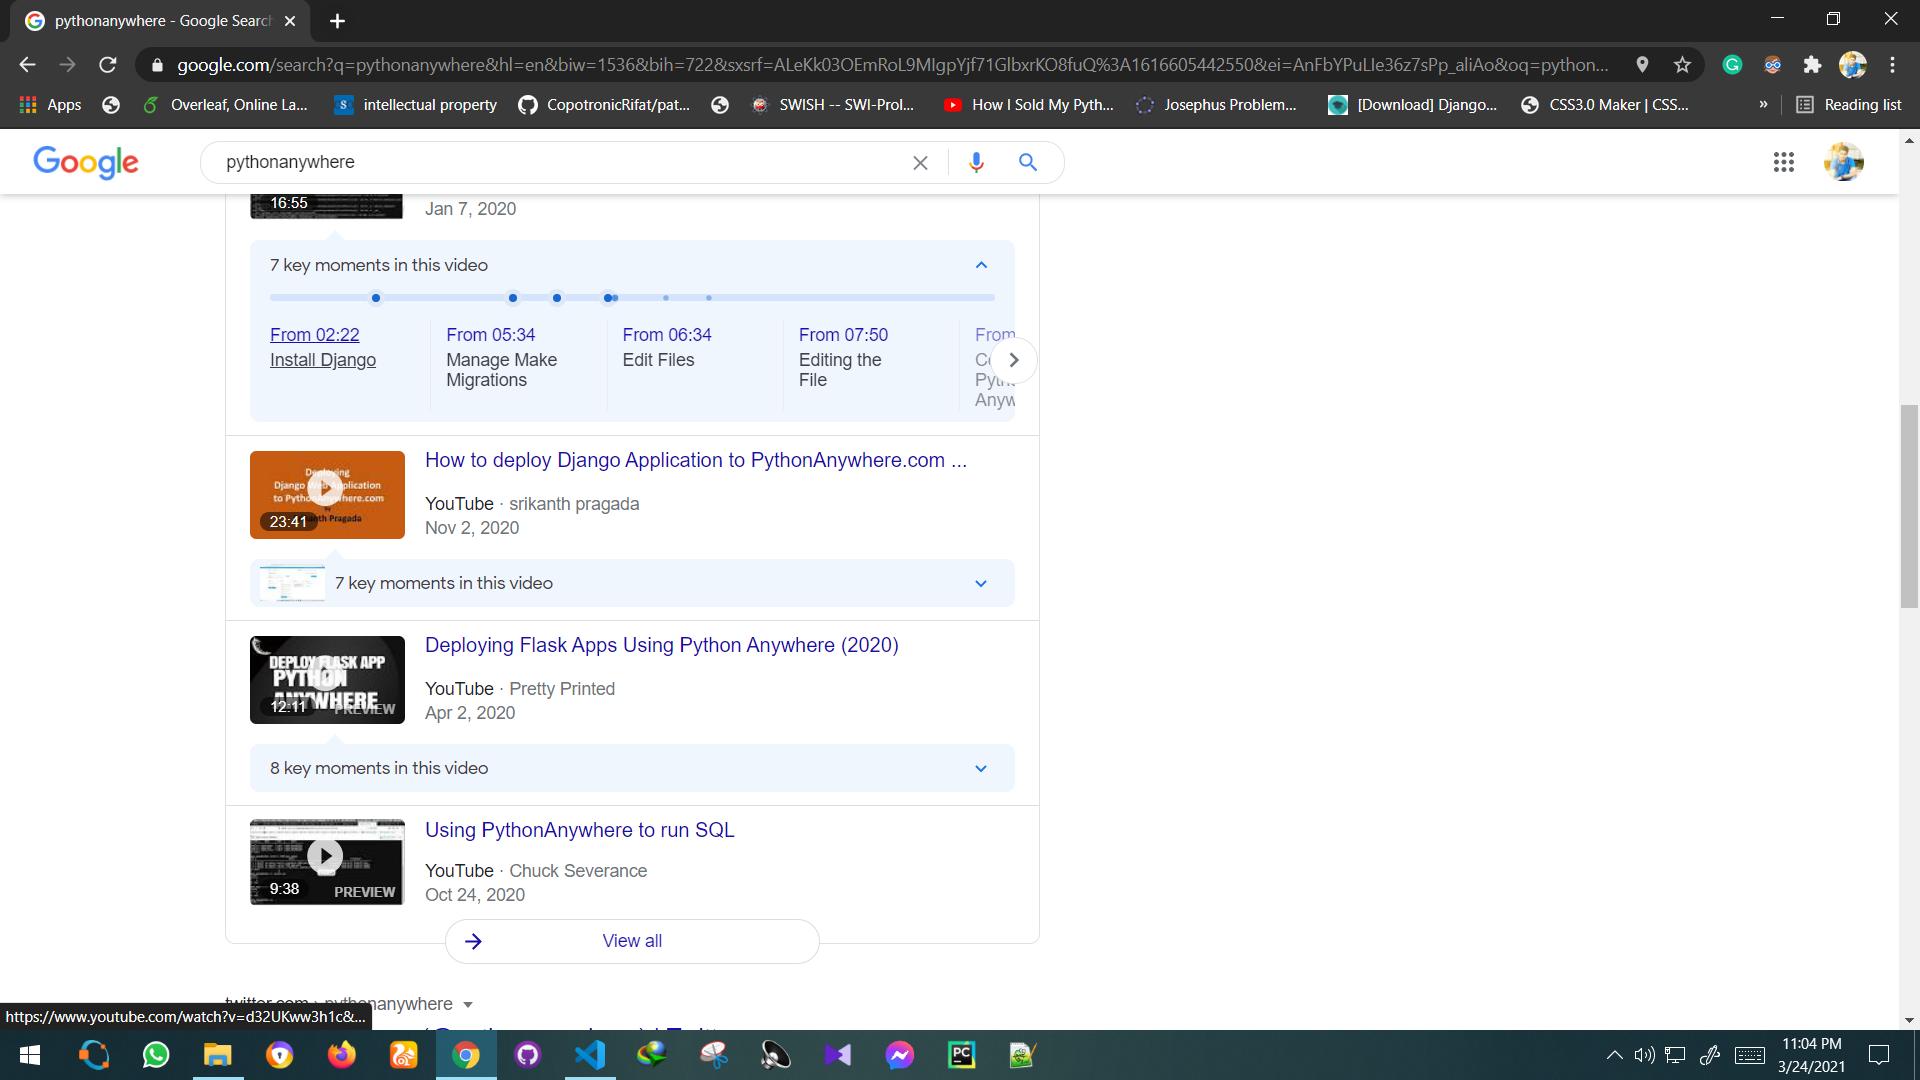 pythonanywhere - Google Search
google.com/search?q=pythonanywhere&hl=en&biw=1536&bih=722&sxsrf=ALeKk03OEmRoL9MIgpYjf71GlbxrKO8fuQ%3A1616605442550&ei=AnFbYPuLIe36z7sPp_aliAo&oq=python...
Apps
Overleaf, Online La...
intellectual property
CopotronicRifat/pat...
SWISH -- SWI-Prol...
How I Sold My Pyth...
Josephus Problem...
[Download] Django...
CSS3.0 Maker | CSS...
»
Reading list
Google
pythonanywhere
16:55
Jan 7, 2020
7 key moments in this video
From 02:22
Install Django
From 05:34
Manage Make
Migrations
From 06:34
Edit Files
From 07:50
Editing the
File
From
Anyw
Deploying
Django Web Application
to PythonAnywhere.com
by
anth Pragada
23:41
How to deploy Django Application to PythonAnywhere.com ...
YouTube · srikanth pragada
Nov 2, 2020
7 key moments in this video
DEPLOY FLASK APP
PYTHON
ANYWHERE
12:11
PREVIEW
Deploying Flask Apps Using Python Anywhere (2020)
YouTube · Pretty Printed
Apr 2, 2020
8 key moments in this video
9:38
PREVIEW
Using PythonAnywhere to run SQL
YouTube · Chuck Severance
Oct 24, 2020
View all
twitter.com › pythonanywhere
https://www.youtube.com/watch?v=d32UKww3h1c&...
PC
11:04 PM
3/24/2021